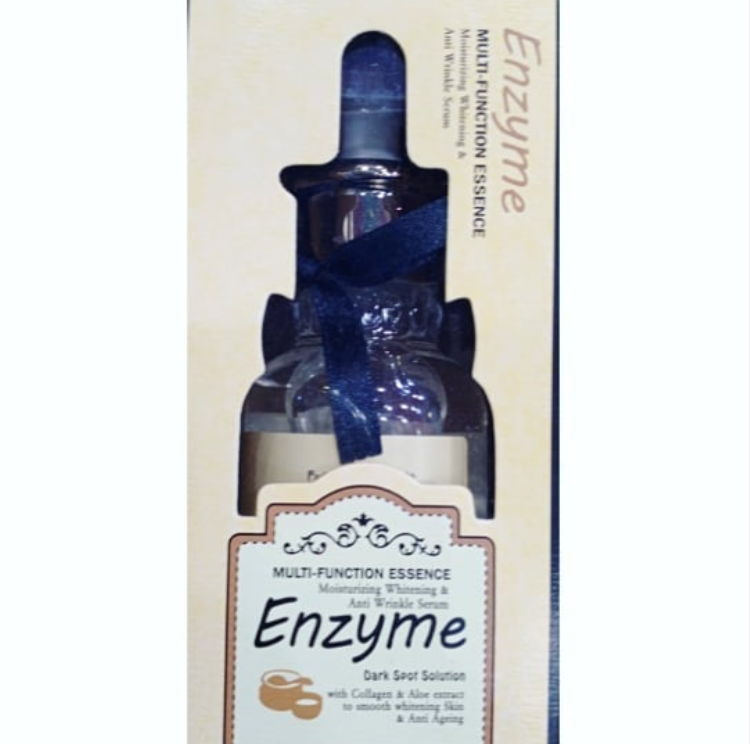 Enzyme
MULTI-FUNCTION ESSENCE
Moisturizing Whitening &
Anti Wrinkle Serum
MULTI-FUNCTION ESSENCE
Moisturizing Whitening &
Anti Wrinkle Serum
Enzyme
Dark Spot Solution
with Collagen & Aloe extract
to smooth whitening Skin
& Anti Ageing